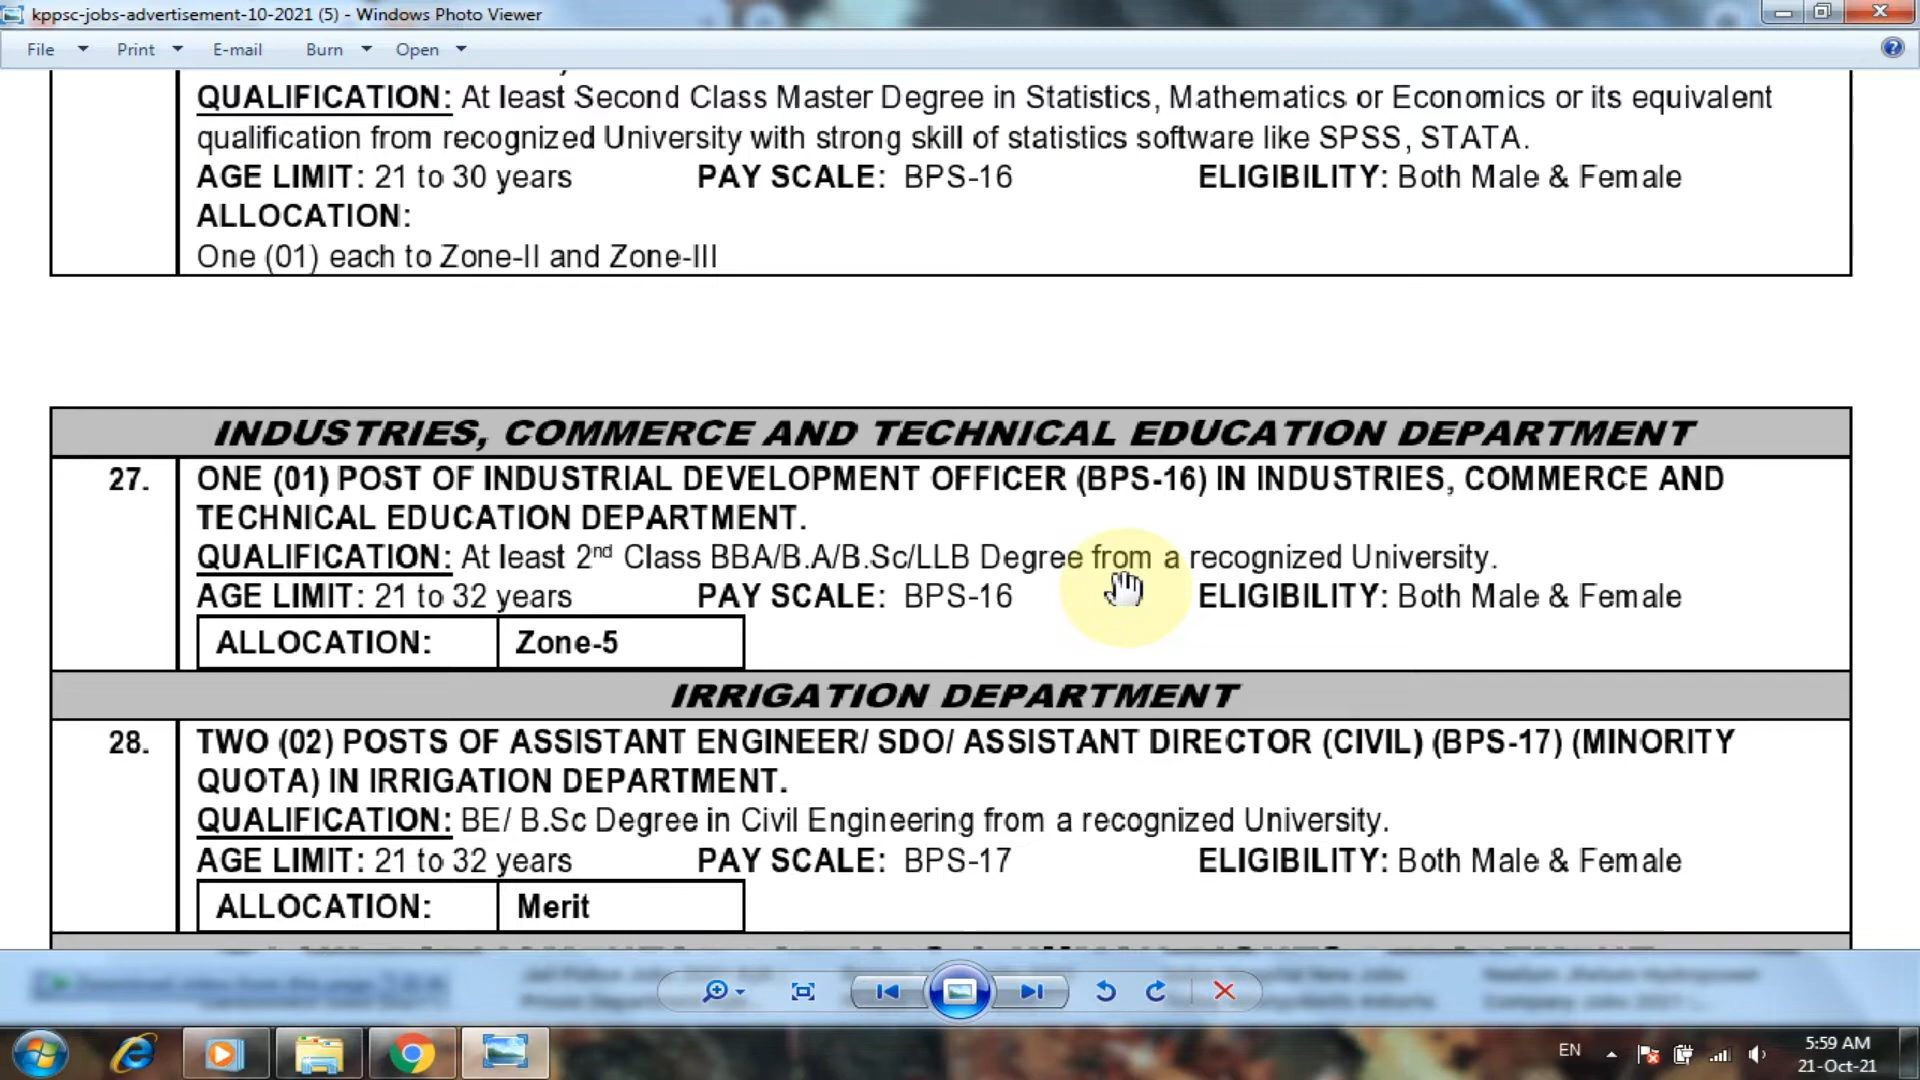 kppsc-jobs-advertisement-10-2021 (5) - Windows Photo Viewer
File Print E-mail Burn Open
QUALIFICATION: At least Second Class Master Degree in Statistics, Mathematics or Economics or its equivalent
qualification from recognized University with strong skill of statistics software like SPSS, STATA.
AGE LIMIT: 21 to 30 years PAY SCALE: BPS-16 ELIGIBILITY: Both Male & Female
ALLOCATION:
One (01) each to Zone-II and Zone-III
INDUSTRIES, COMMERCE AND TECHNICAL EDUCATION DEPARTMENT
27. ONE (01) POST OF INDUSTRIAL DEVELOPMENT OFFICER (BPS-16) IN INDUSTRIES, COMMERCE AND
TECHNICAL EDUCATION DEPARTMENT.
QUALIFICATION: At least 2nd Class BBA/B.A/B.Sc/LLB Degree from a recognized University.
AGE LIMIT: 21 to 32 years PAY SCALE: BPS-16 ELIGIBILITY: Both Male & Female
ALLOCATION: Zone-5
IRRIGATION DEPARTMENT
28. TWO (02) POSTS OF ASSISTANT ENGINEER/ SDO/ ASSISTANT DIRECTOR (CIVIL) (BPS-17) (MINORITY
QUOTA) IN IRRIGATION DEPARTMENT.
QUALIFICATION: BE/ B.Sc Degree in Civil Engineering from a recognized University.
AGE LIMIT: 21 to 32 years PAY SCALE: BPS-17 ELIGIBILITY: Both Male & Female
ALLOCATION: Merit
EN
5:59 AM
21-Oct-21